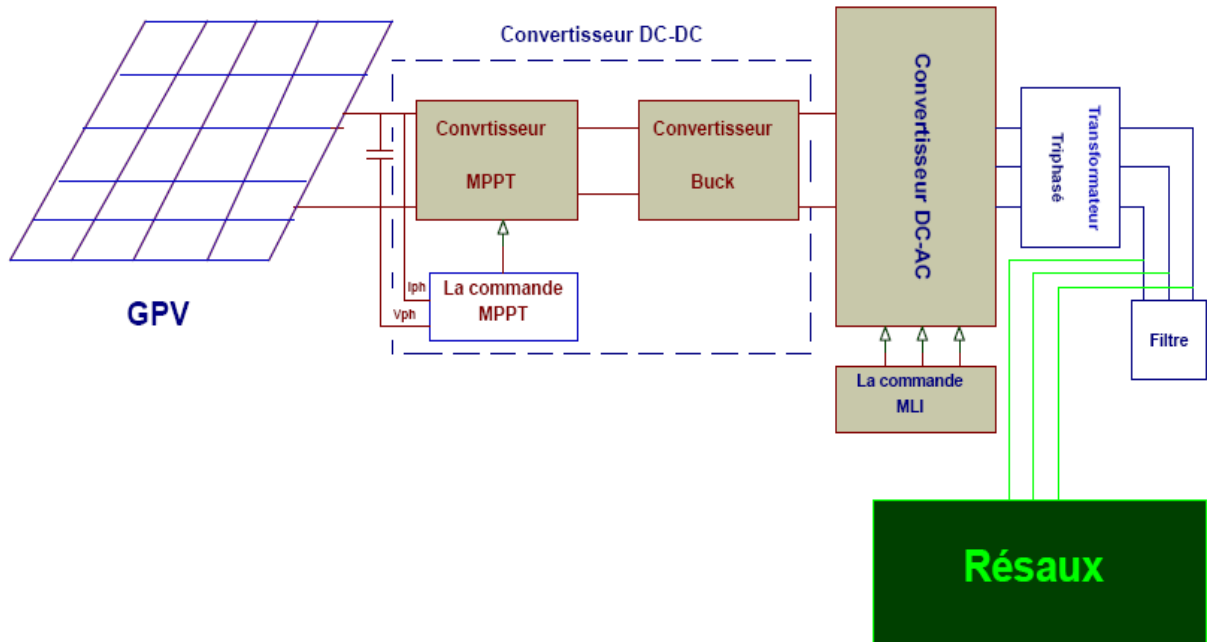 Convertisseur DC-DC
GPV
Convrtisseur
MPPT
Convertisseur
Buck
Iph
Vph
La commande
MPPT
Convertisseur DC-AC
La commande
MLI
Transformateur
Triphasé
Filtre
Résaux